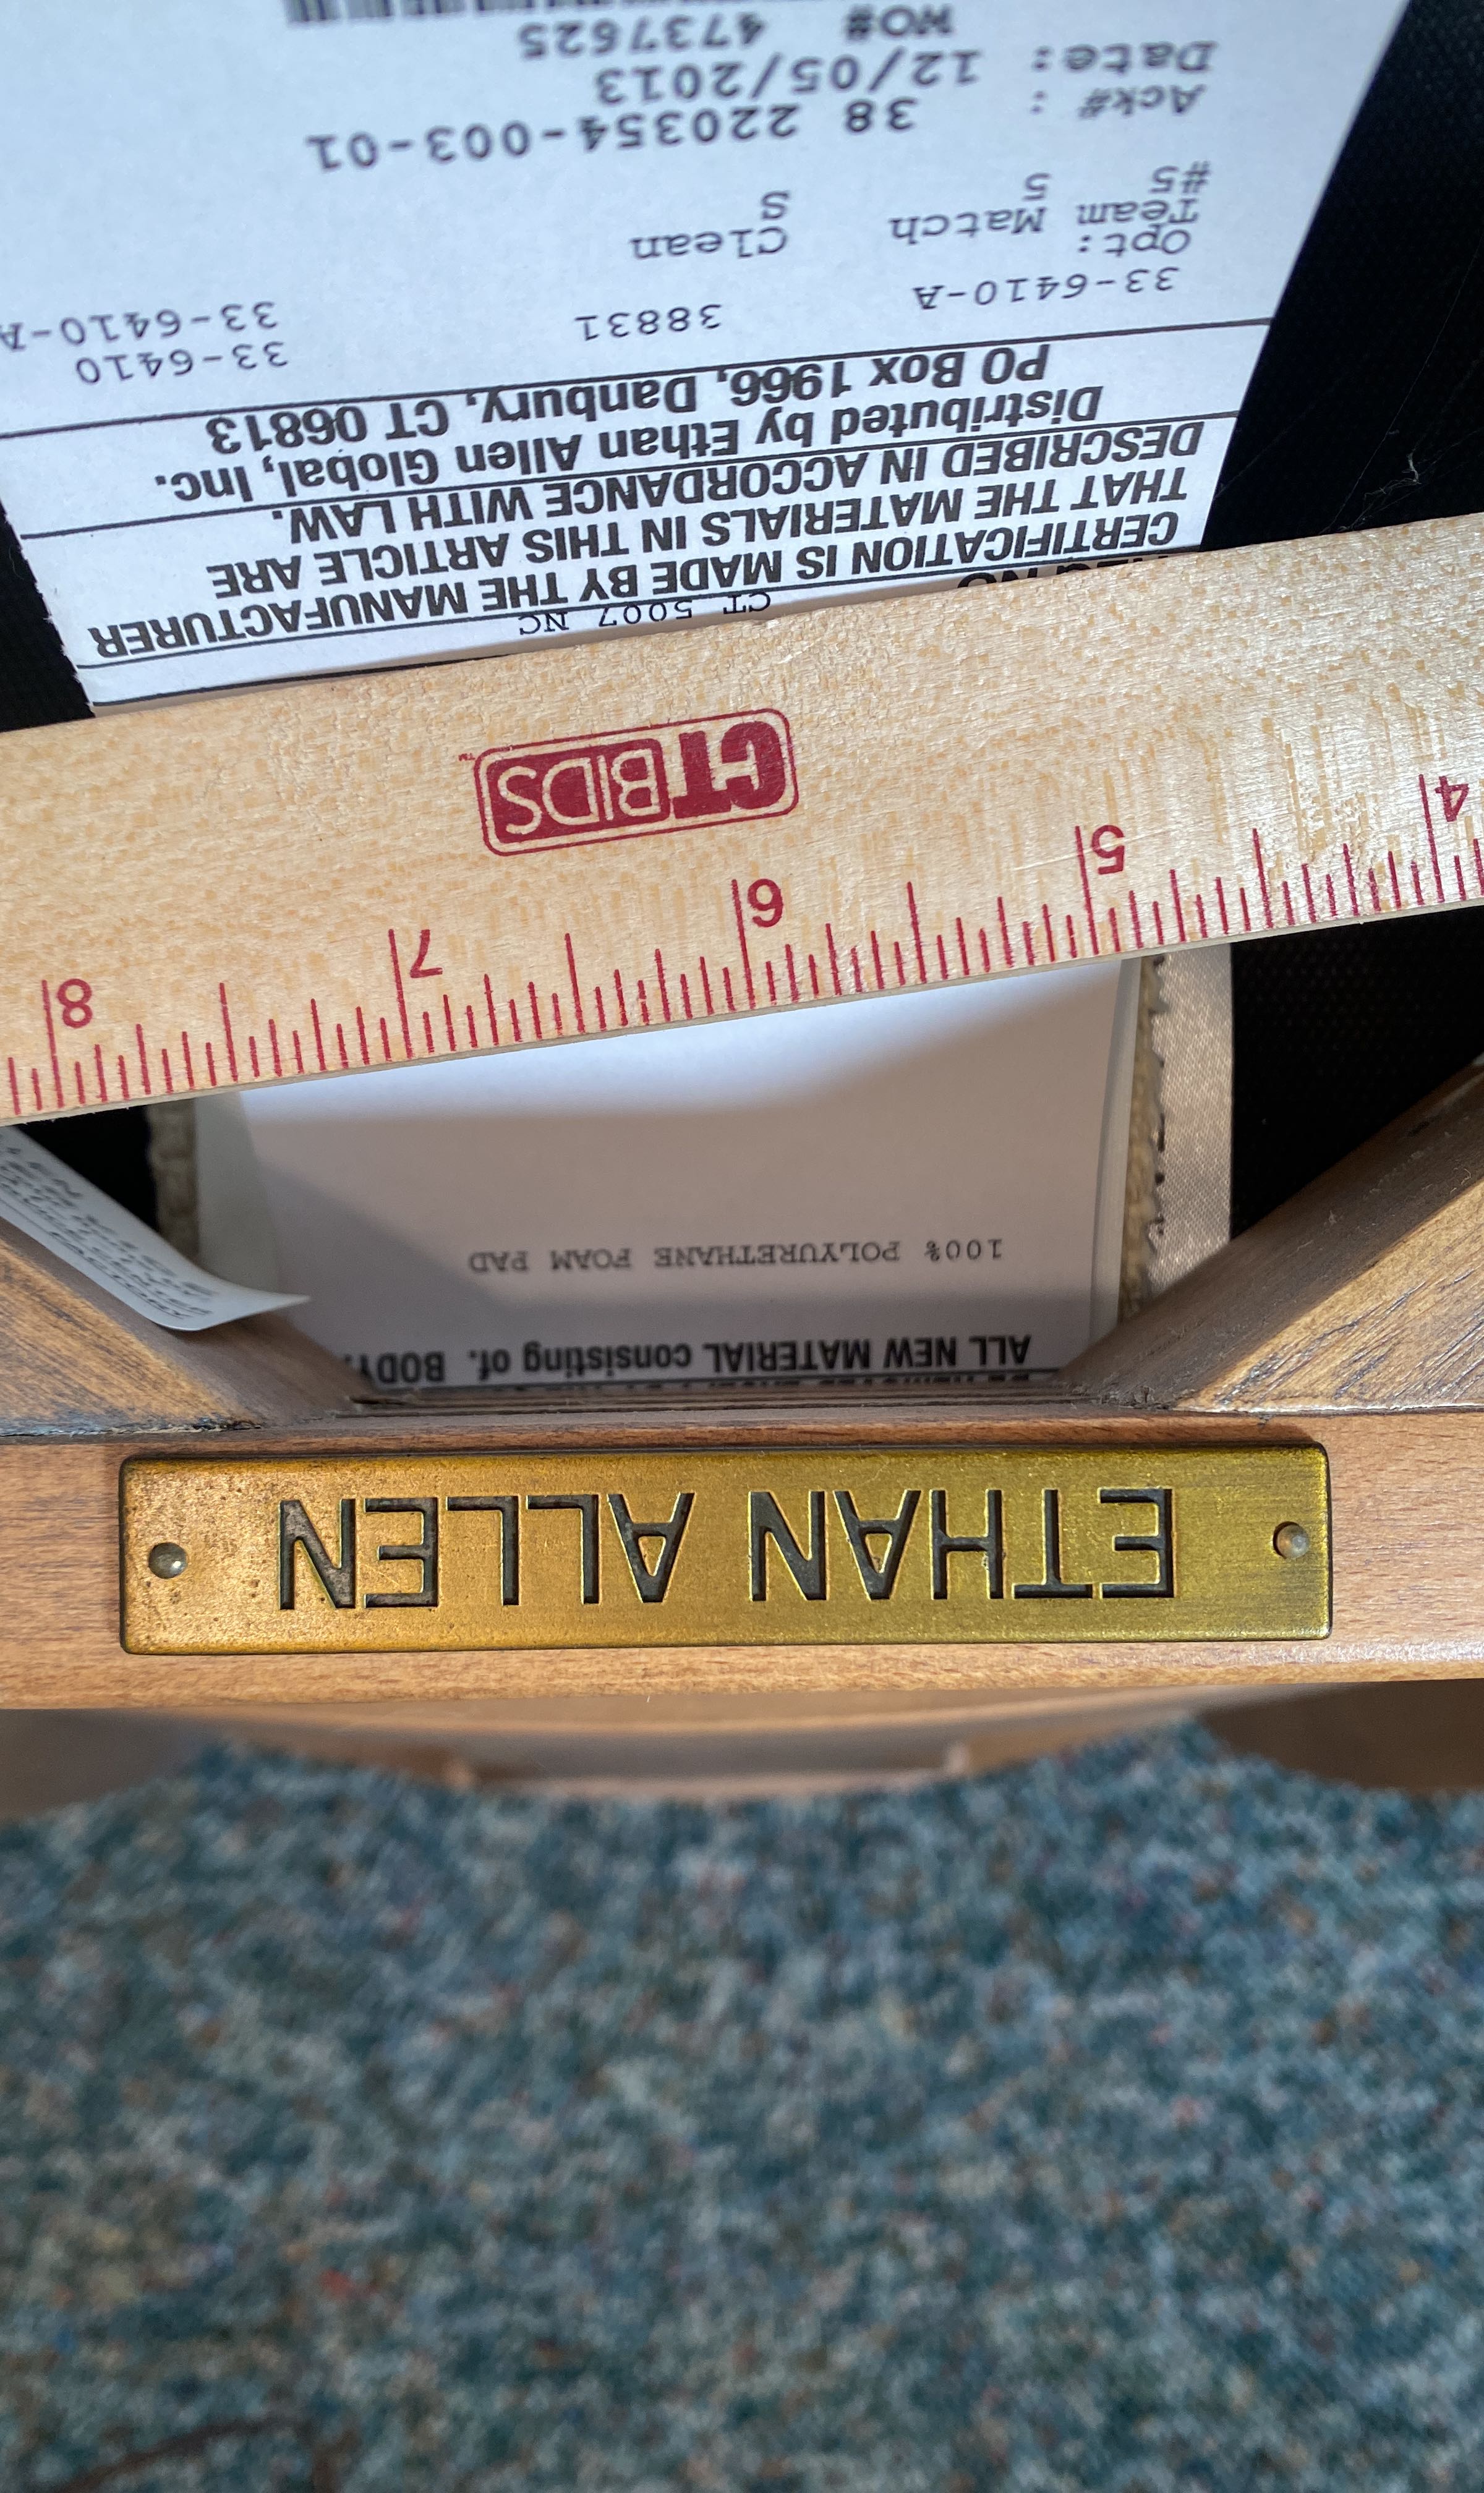 ETHAN ALLEN
ALL NEW MATERIAL consisting of. BODY:
100% POLYURETHANE FOAM PAD
4 5 6 7 8
CTBIDS™
CT 5007 NC
CERTIFICATION IS MADE BY THE MANUFACTURER
THAT THE MATERIALS IN THIS ARTICLE ARE
DESCRIBED IN ACCORDANCE WITH LAW.
Distributed by Ethan Allen Global, Inc.
PO Box 1966, Danbury, CT 06813
33-6410
33-6410-A 38831 33-6410-A
Opt: Clean
Team Match S
#5 5
Ack# : 38 220354-003-01
Date: 12/05/2013
WO# 4737625